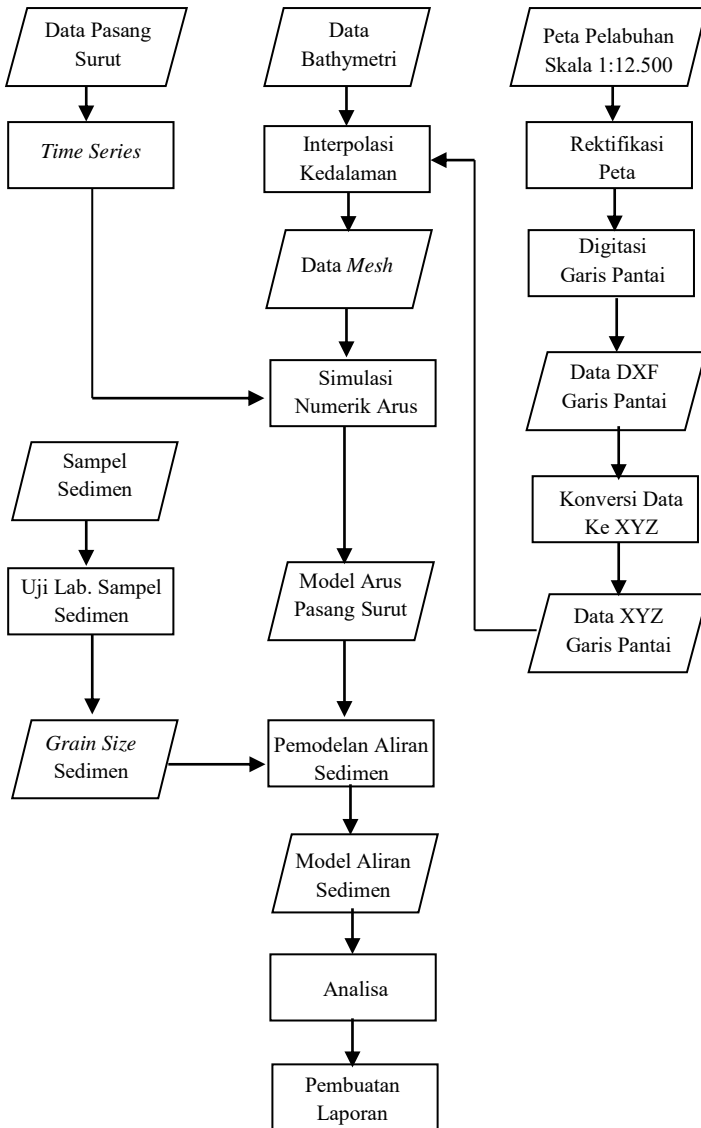 Data Pasang
Surut
Data
Bathymetri
Peta Pelabuhan
Skala 1:12.500
Time Series
Interpolasi
Kedalaman
Rektifikasi
Peta
Data Mesh
Digitasi
Garis Pantai
Simulasi
Numerik Arus
Data DXF
Garis Pantai
Sampel
Sedimen
Konversi Data
Ke XYZ
Uji Lab. Sampel
Sedimen
Model Arus
Pasang Surut
Data XYZ
Garis Pantai
Grain Size
Sedimen
Pemodelan Aliran
Sedimen
Model Aliran
Sedimen
Analisa
Pembuatan
Laporan